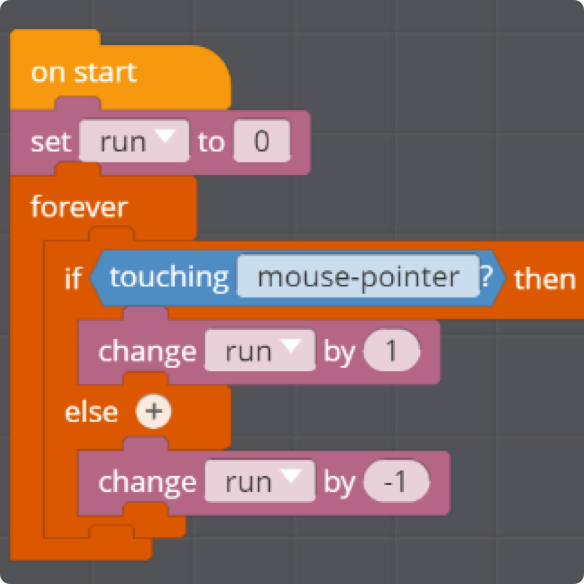 on start
set run to 0
forever
if touching mouse-pointer ? then
change run by 1
else +
change run by -1